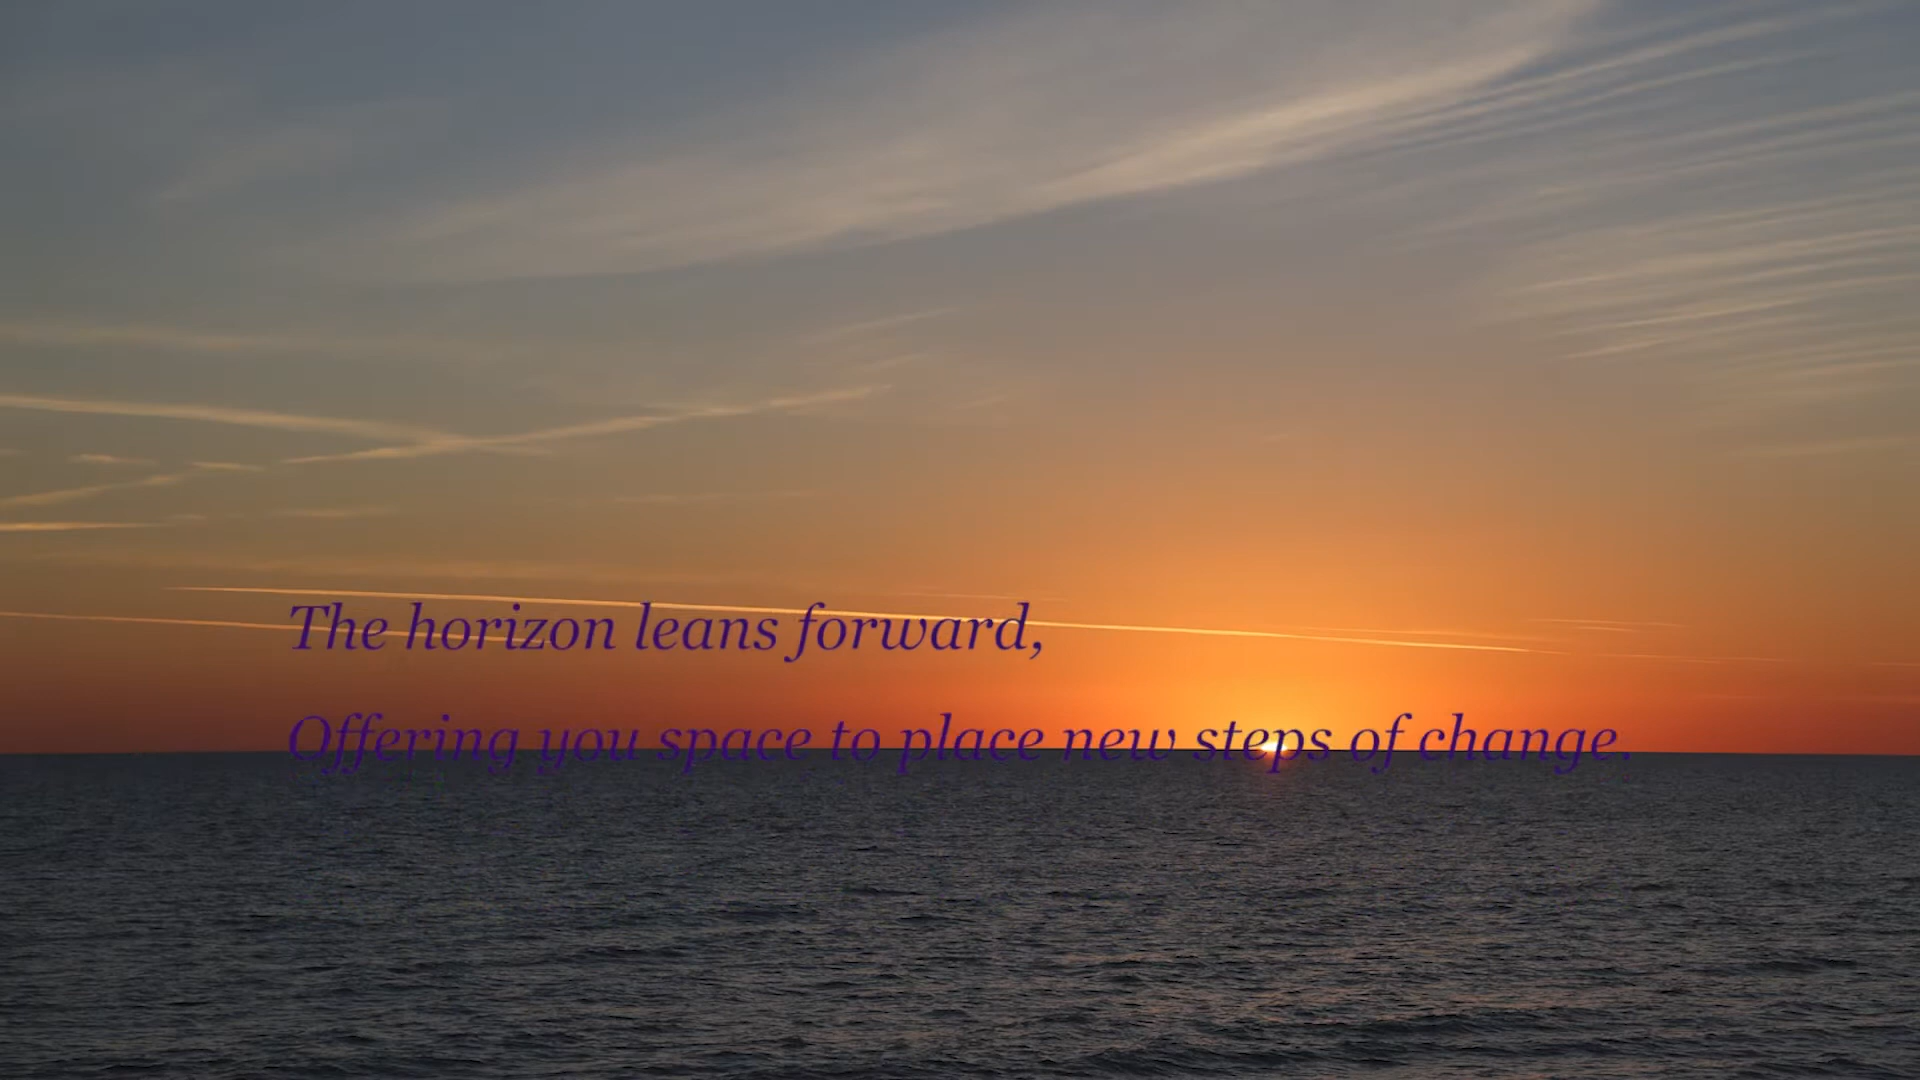 The horizon leans forward,
Offering you space to place new steps of change.